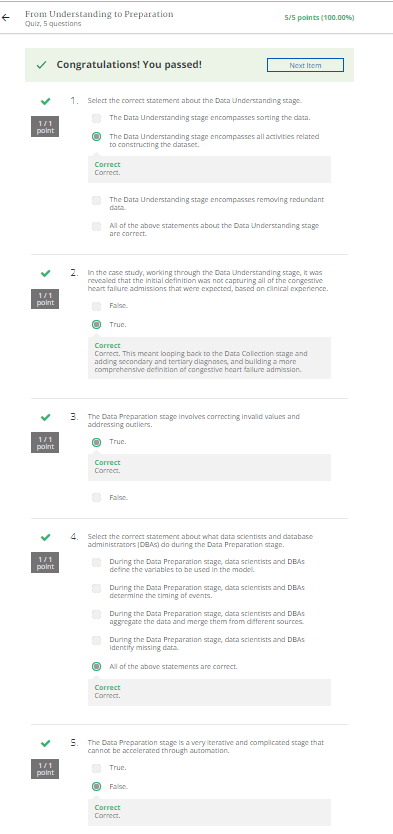 From Understanding to Preparation
Quiz, 5 questions
5/5 points (100.00%)
Congratulations! You passed!
Next Item
1 / 1
point
1. Select the correct statement about the Data Understanding stage.
The Data Understanding stage encompasses sorting the data.
The Data Understanding stage encompasses all activities related
to constructing the dataset.
Correct
Correct.
The Data Understanding stage encompasses removing redundant
data.
All of the above statements about the Data Understanding stage
are correct.
1 / 1
point
2. In the case study, working through the Data Understanding stage, it was
revealed that the initial definition was not capturing all of the congestive
heart failure admissions that were expected, based on clinical experience.
False.
True.
Correct
Correct. This meant looping back to the Data Collection stage and
adding secondary and tertiary diagnoses, and building a more
comprehensive definition of congestive heart failure admission.
1 / 1
point
3. The Data Preparation stage involves correcting invalid values and
addressing outliers.
True.
Correct
Correct.
False.
1 / 1
point
4. Select the correct statement about what data scientists and database
administrators (DBAs) do during the Data Preparation stage.
During the Data Preparation stage, data scientists and DBAs
define the variables to be used in the model.
During the Data Preparation stage, data scientists and DBAs
determine the timing of events.
During the Data Preparation stage, data scientists and DBAs
aggregate the data and merge them from different sources.
During the Data Preparation stage, data scientists and DBAs
identify missing data.
All of the above statements are correct.
Correct
Correct.
1 / 1
point
5. The Data Preparation stage is a very iterative and complicated stage that
cannot be accelerated through automation.
True.
False.
Correct
Correct.